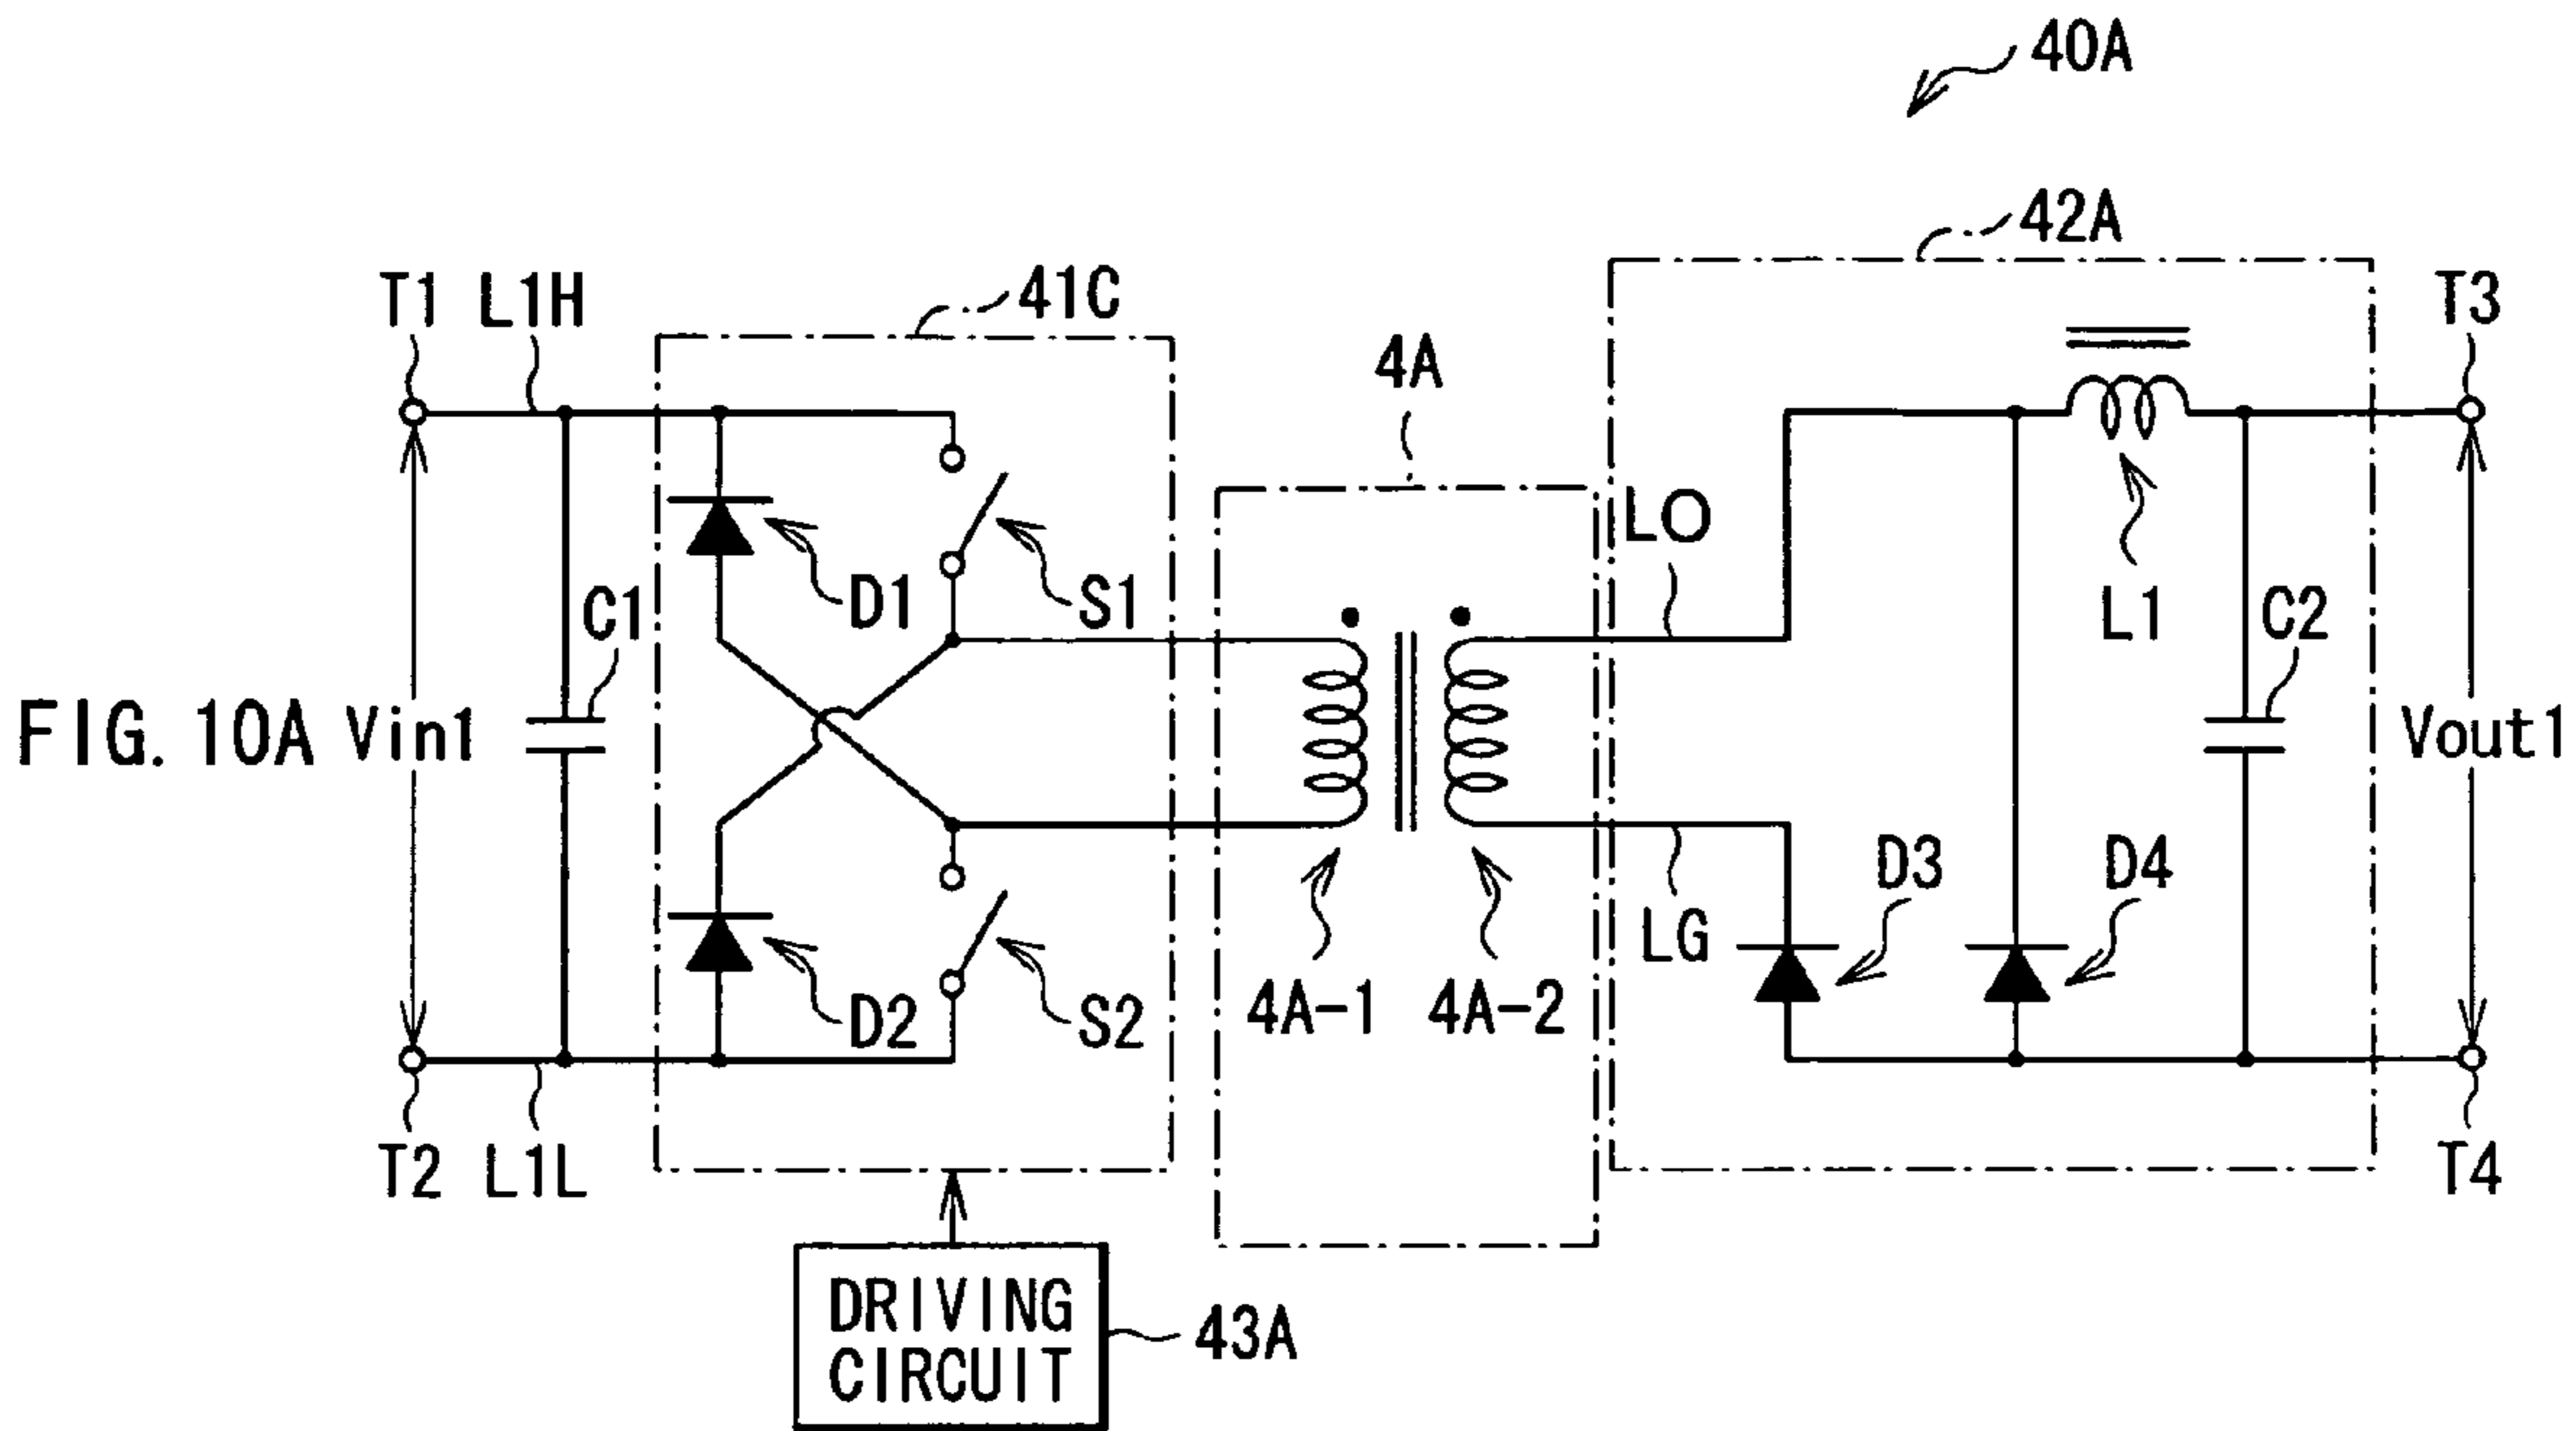 40A
42A
T1 L1H
41C
4A
T3
LO
D1
S1
C1
L1
C2
FIG. 10A
Vin1
Vout1
D3
D4
LG
D2
S2
4A-1
4A-2
T2 L1L
T4
DRIVING
CIRCUIT
43A